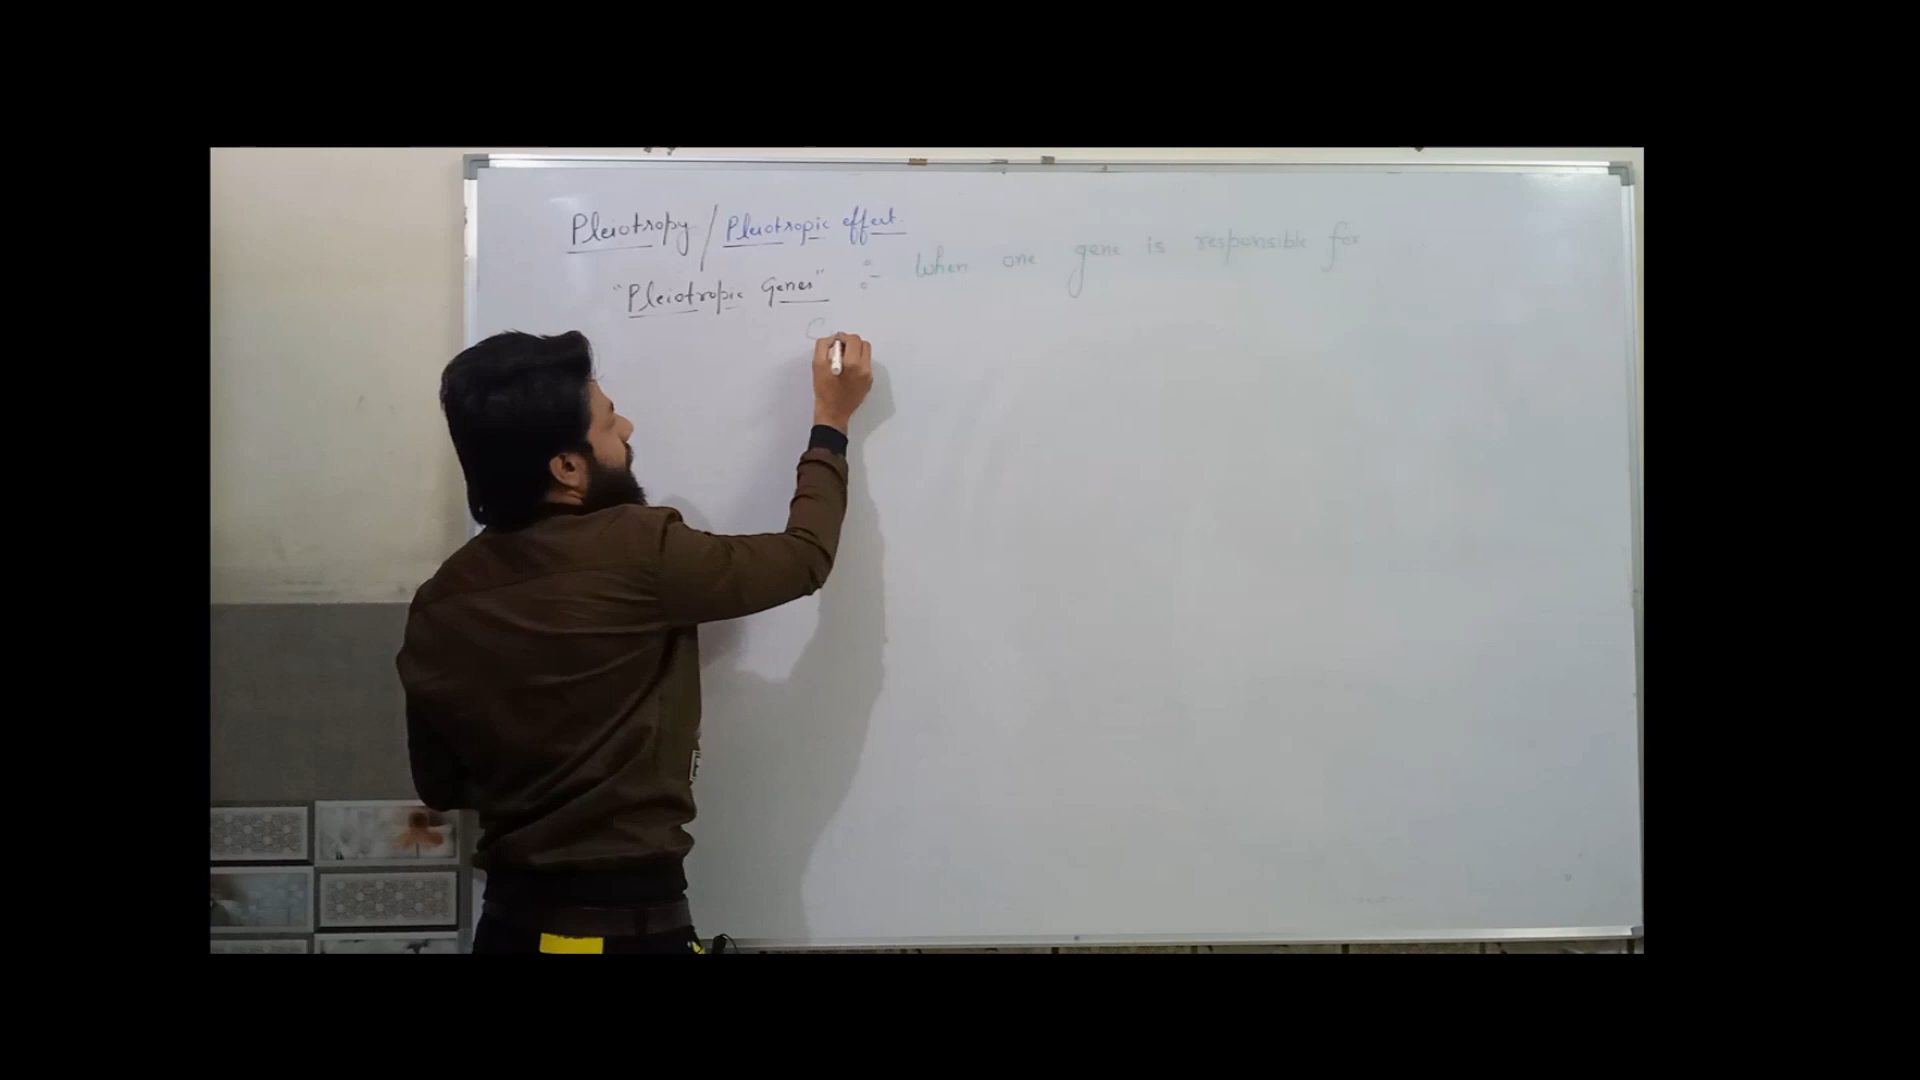 Pleiotropy / Pleiotropic effect.
"Pleiotropic Genes" :- When one gene is responsible for